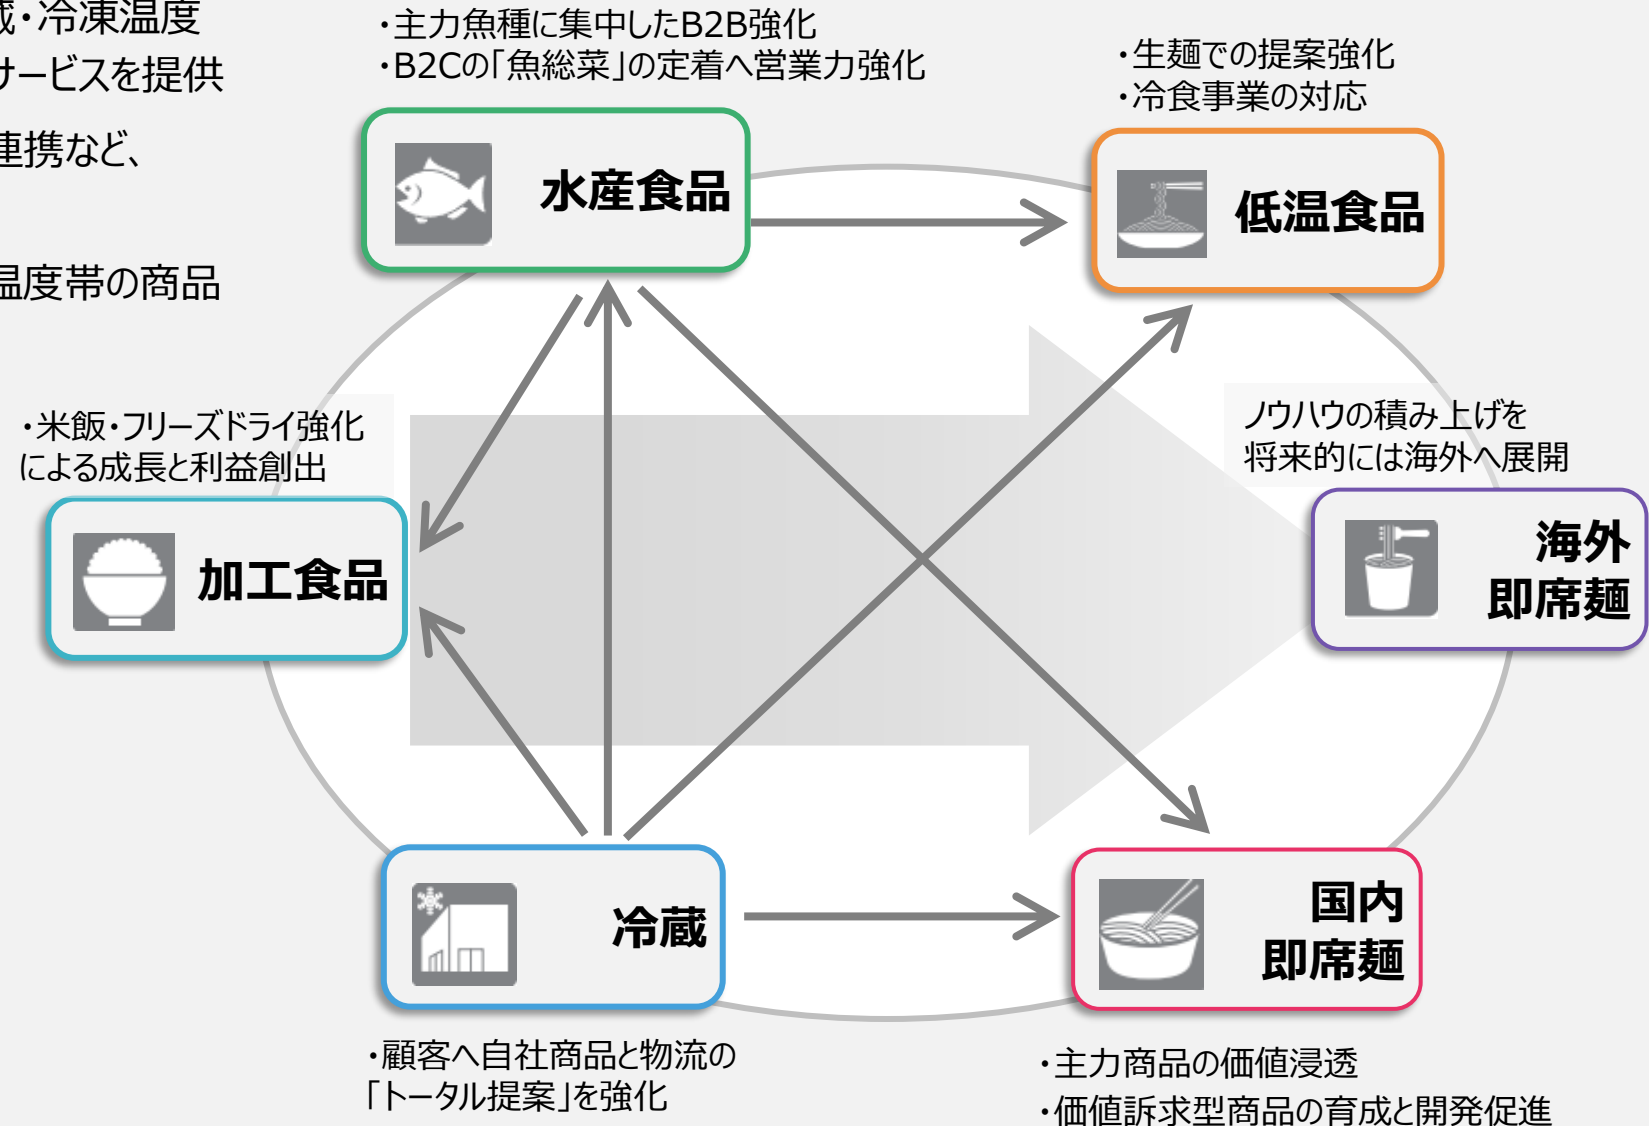 蔵・冷凍温度
サービスを提供
連携など、
温度帯の商品
・主力魚種に集中したB2B強化
・B2Cの「魚総菜」の定着へ営業力強化
・生麺での提案強化
・冷食事業の対応
水産食品
低温食品
・米飯・フリーズドライ強化
による成長と利益創出
ノウハウの積み上げを
将来的には海外へ展開
加工食品
海外
即席麺
冷蔵
国内
即席麺
・顧客へ自社商品と物流の
「トータル提案」を強化
・主力商品の価値浸透
・価値訴求型商品の育成と開発促進